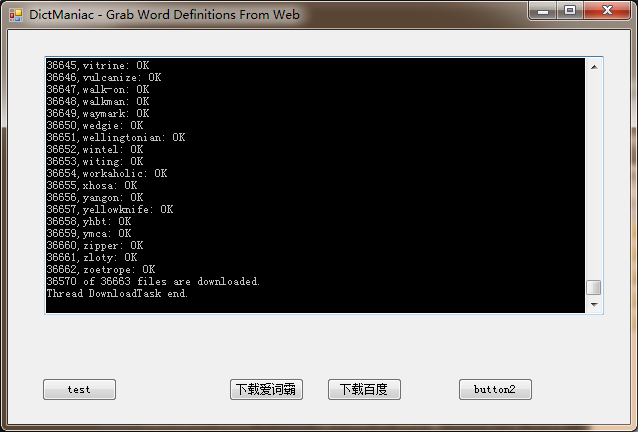 DictManiac - Grab Word Definitions From Web
36645,vitrine: OK
36646,vulcanize: OK
36647,walk-on: OK
36648,walkman: OK
36649,waymark: OK
36650,wedgie: OK
36651,wellingtonian: OK
36652,wintel: OK
36653,witing: OK
36654,workaholic: OK
36655,xhosa: OK
36656,yangon: OK
36657,yellowknife: OK
36658,yhbt: OK
36659,ymca: OK
36660,zipper: OK
36661,zloty: OK
36662,zoetrope: OK
36570 of 36663 files are downloaded.
Thread DownloadTask end.
test 下载爱词霸 下载百度 button2